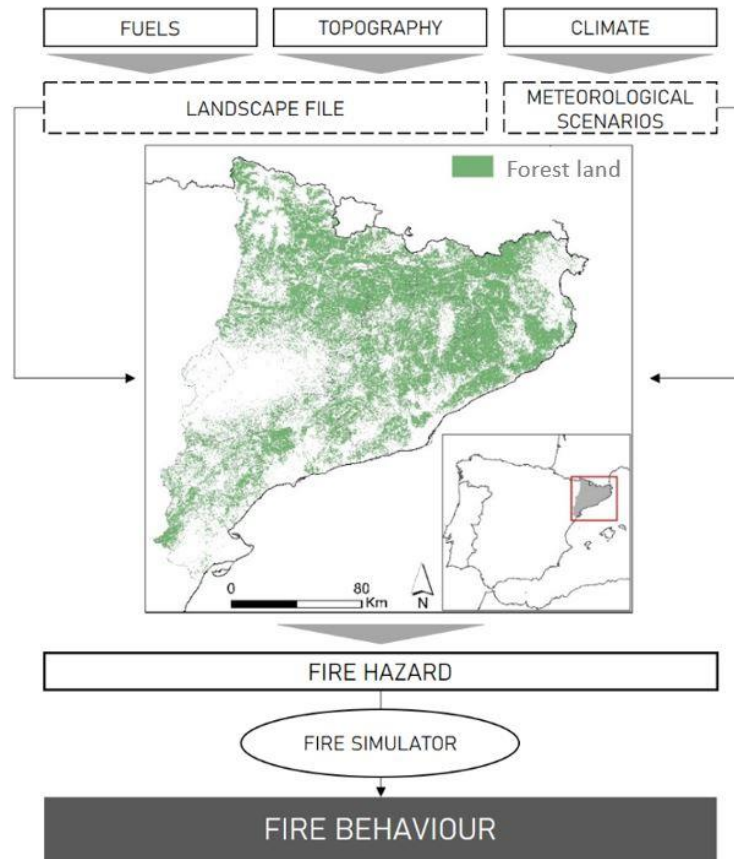 FUELS
TOPOGRAPHY
CLIMATE
LANDSCAPE FILE
METEOROLOGICAL
SCENARIOS
Forest land
0
80
Km
N
FIRE HAZARD
FIRE SIMULATOR
FIRE BEHAVIOUR